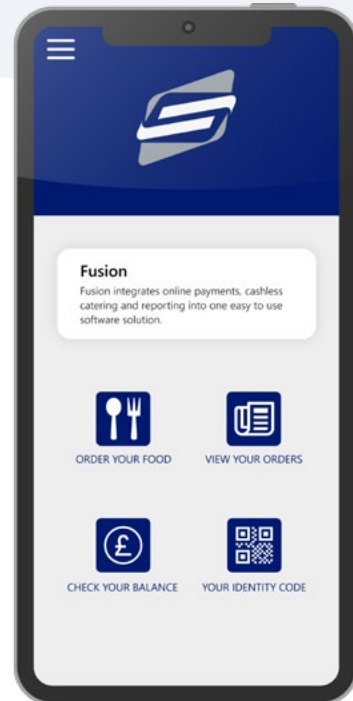 Fusion
Fusion integrates online payments, cashless
catering and reporting into one easy to use
software solution.
ORDER YOUR FOOD
VIEW YOUR ORDERS
£
CHECK YOUR BALANCE
YOUR IDENTITY CODE